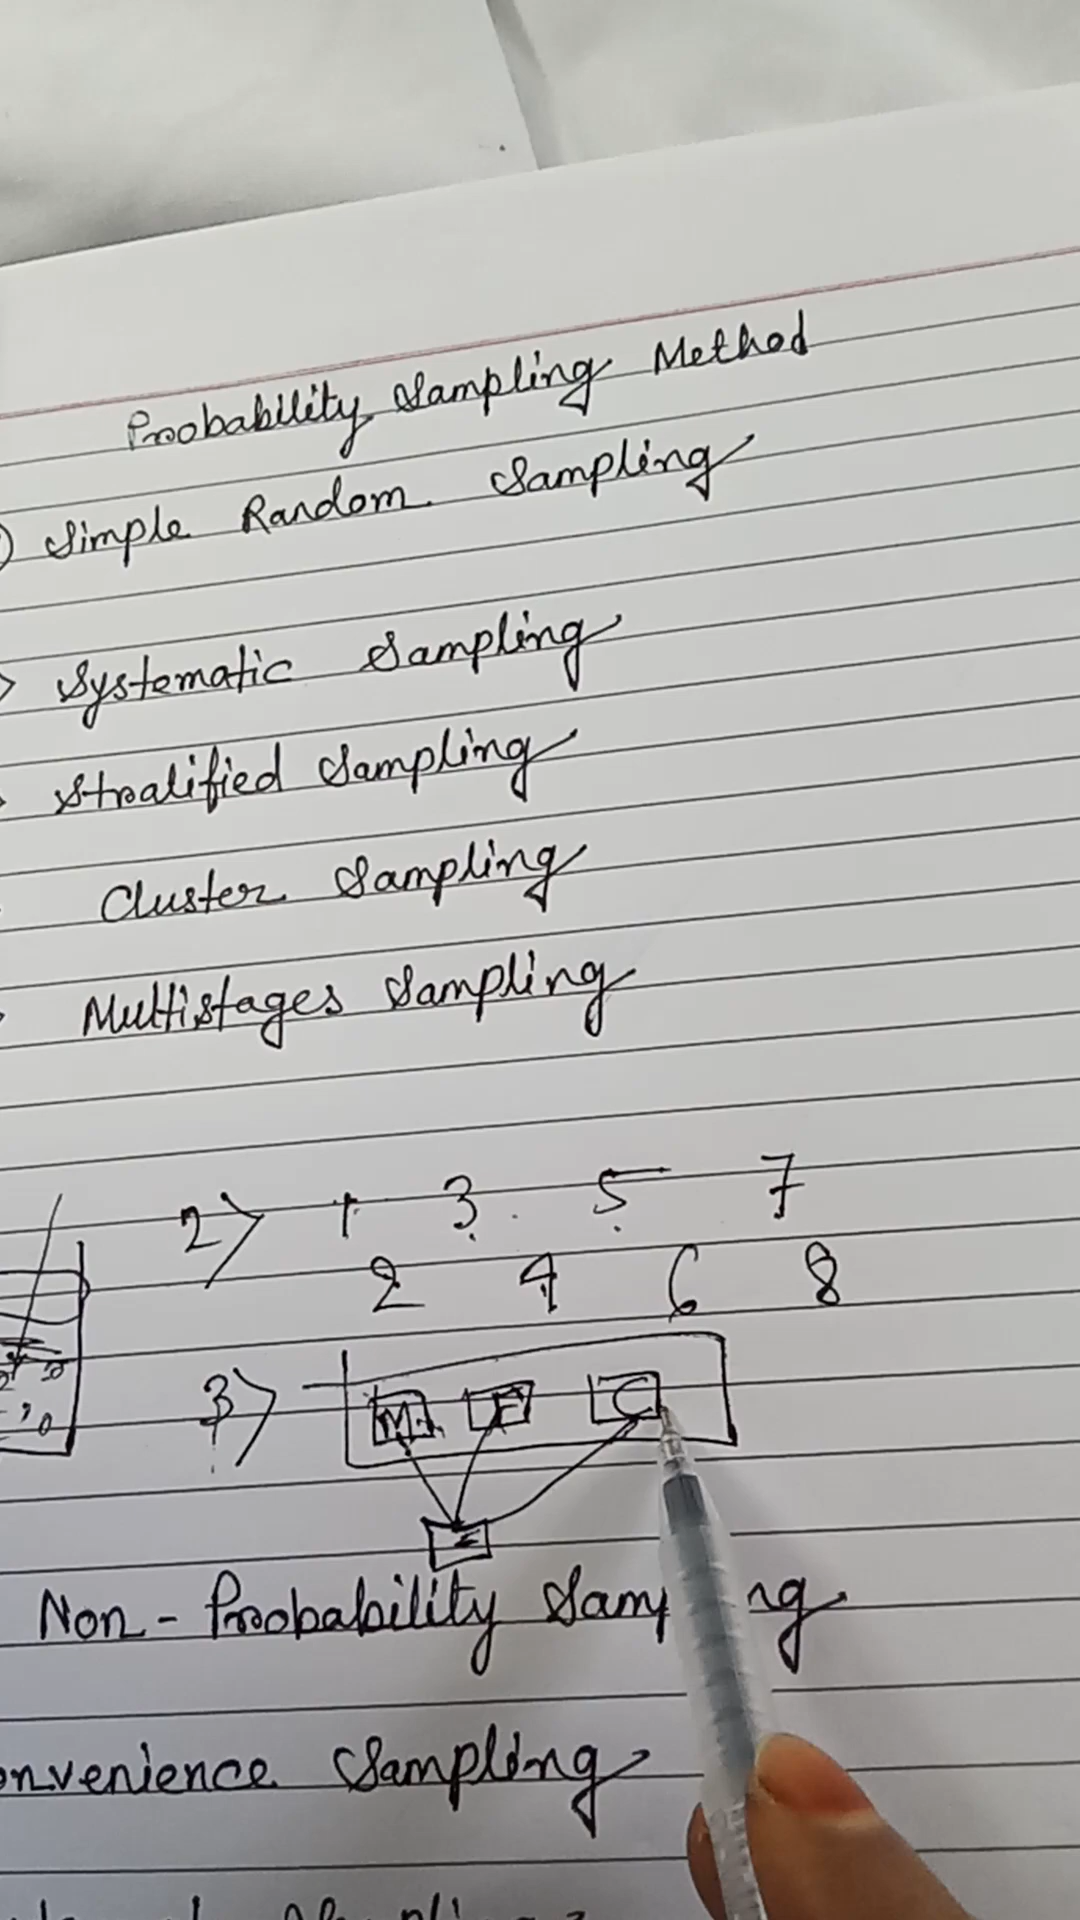 Probability Sampling Method
) Simple Random Sampling
> Systematic Sampling
Stratified Sampling
Cluster Sampling
Multistages Sampling
2> 1 3 5 7
2 4 6 8
3> M F C
Non - Probability Sam ng
onvenience Sampling